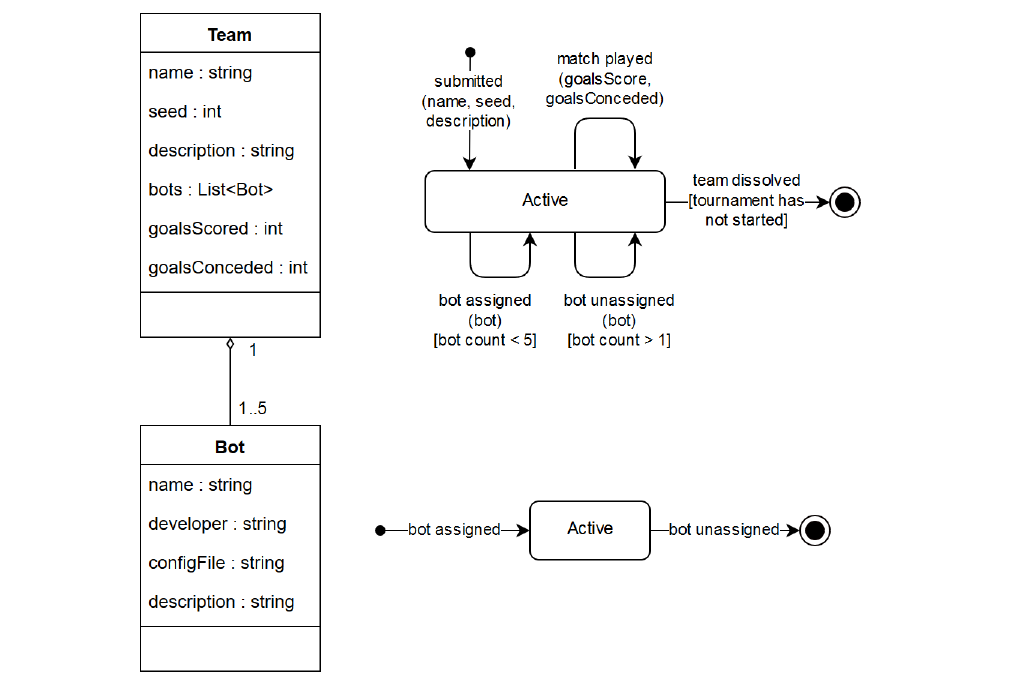 Team
name : string
seed : int
description : string
bots : List<Bot>
goalsScored : int
goalsConceded : int
1
1..5
Bot
name : string
developer : string
configFile : string
description : string
submitted
(name, seed,
description)
match played
(goalsScore,
goalsConceded)
Active
team dissolved
[tournament has
not started]
bot assigned
(bot)
[bot count < 5]
bot unassigned
(bot)
[bot count > 1]
bot assigned
Active
bot unassigned